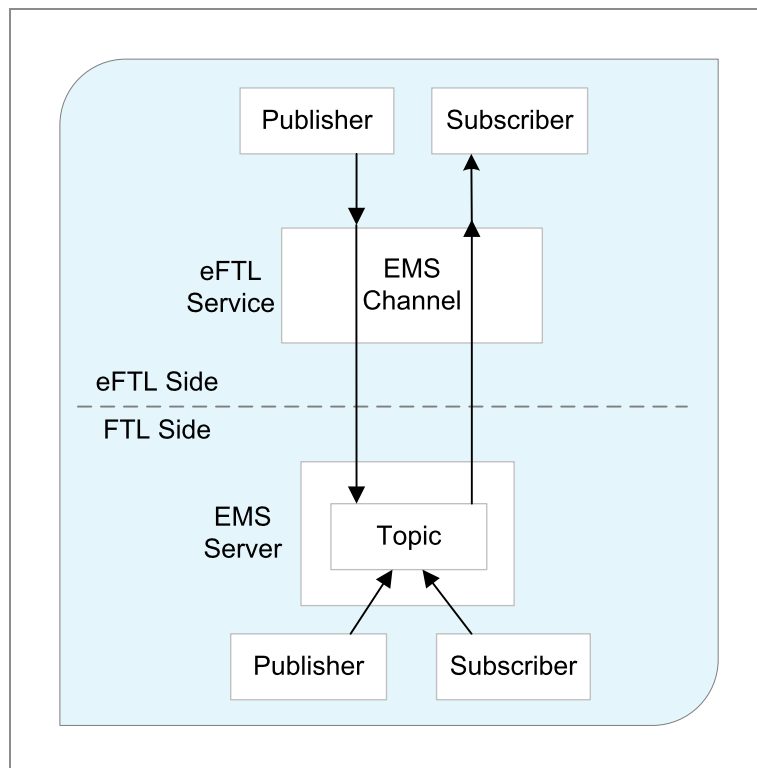 Publisher
Subscriber
eFTL
Service
EMS
Channel
eFTL Side
FTL Side
EMS
Server
Topic
Publisher
Subscriber